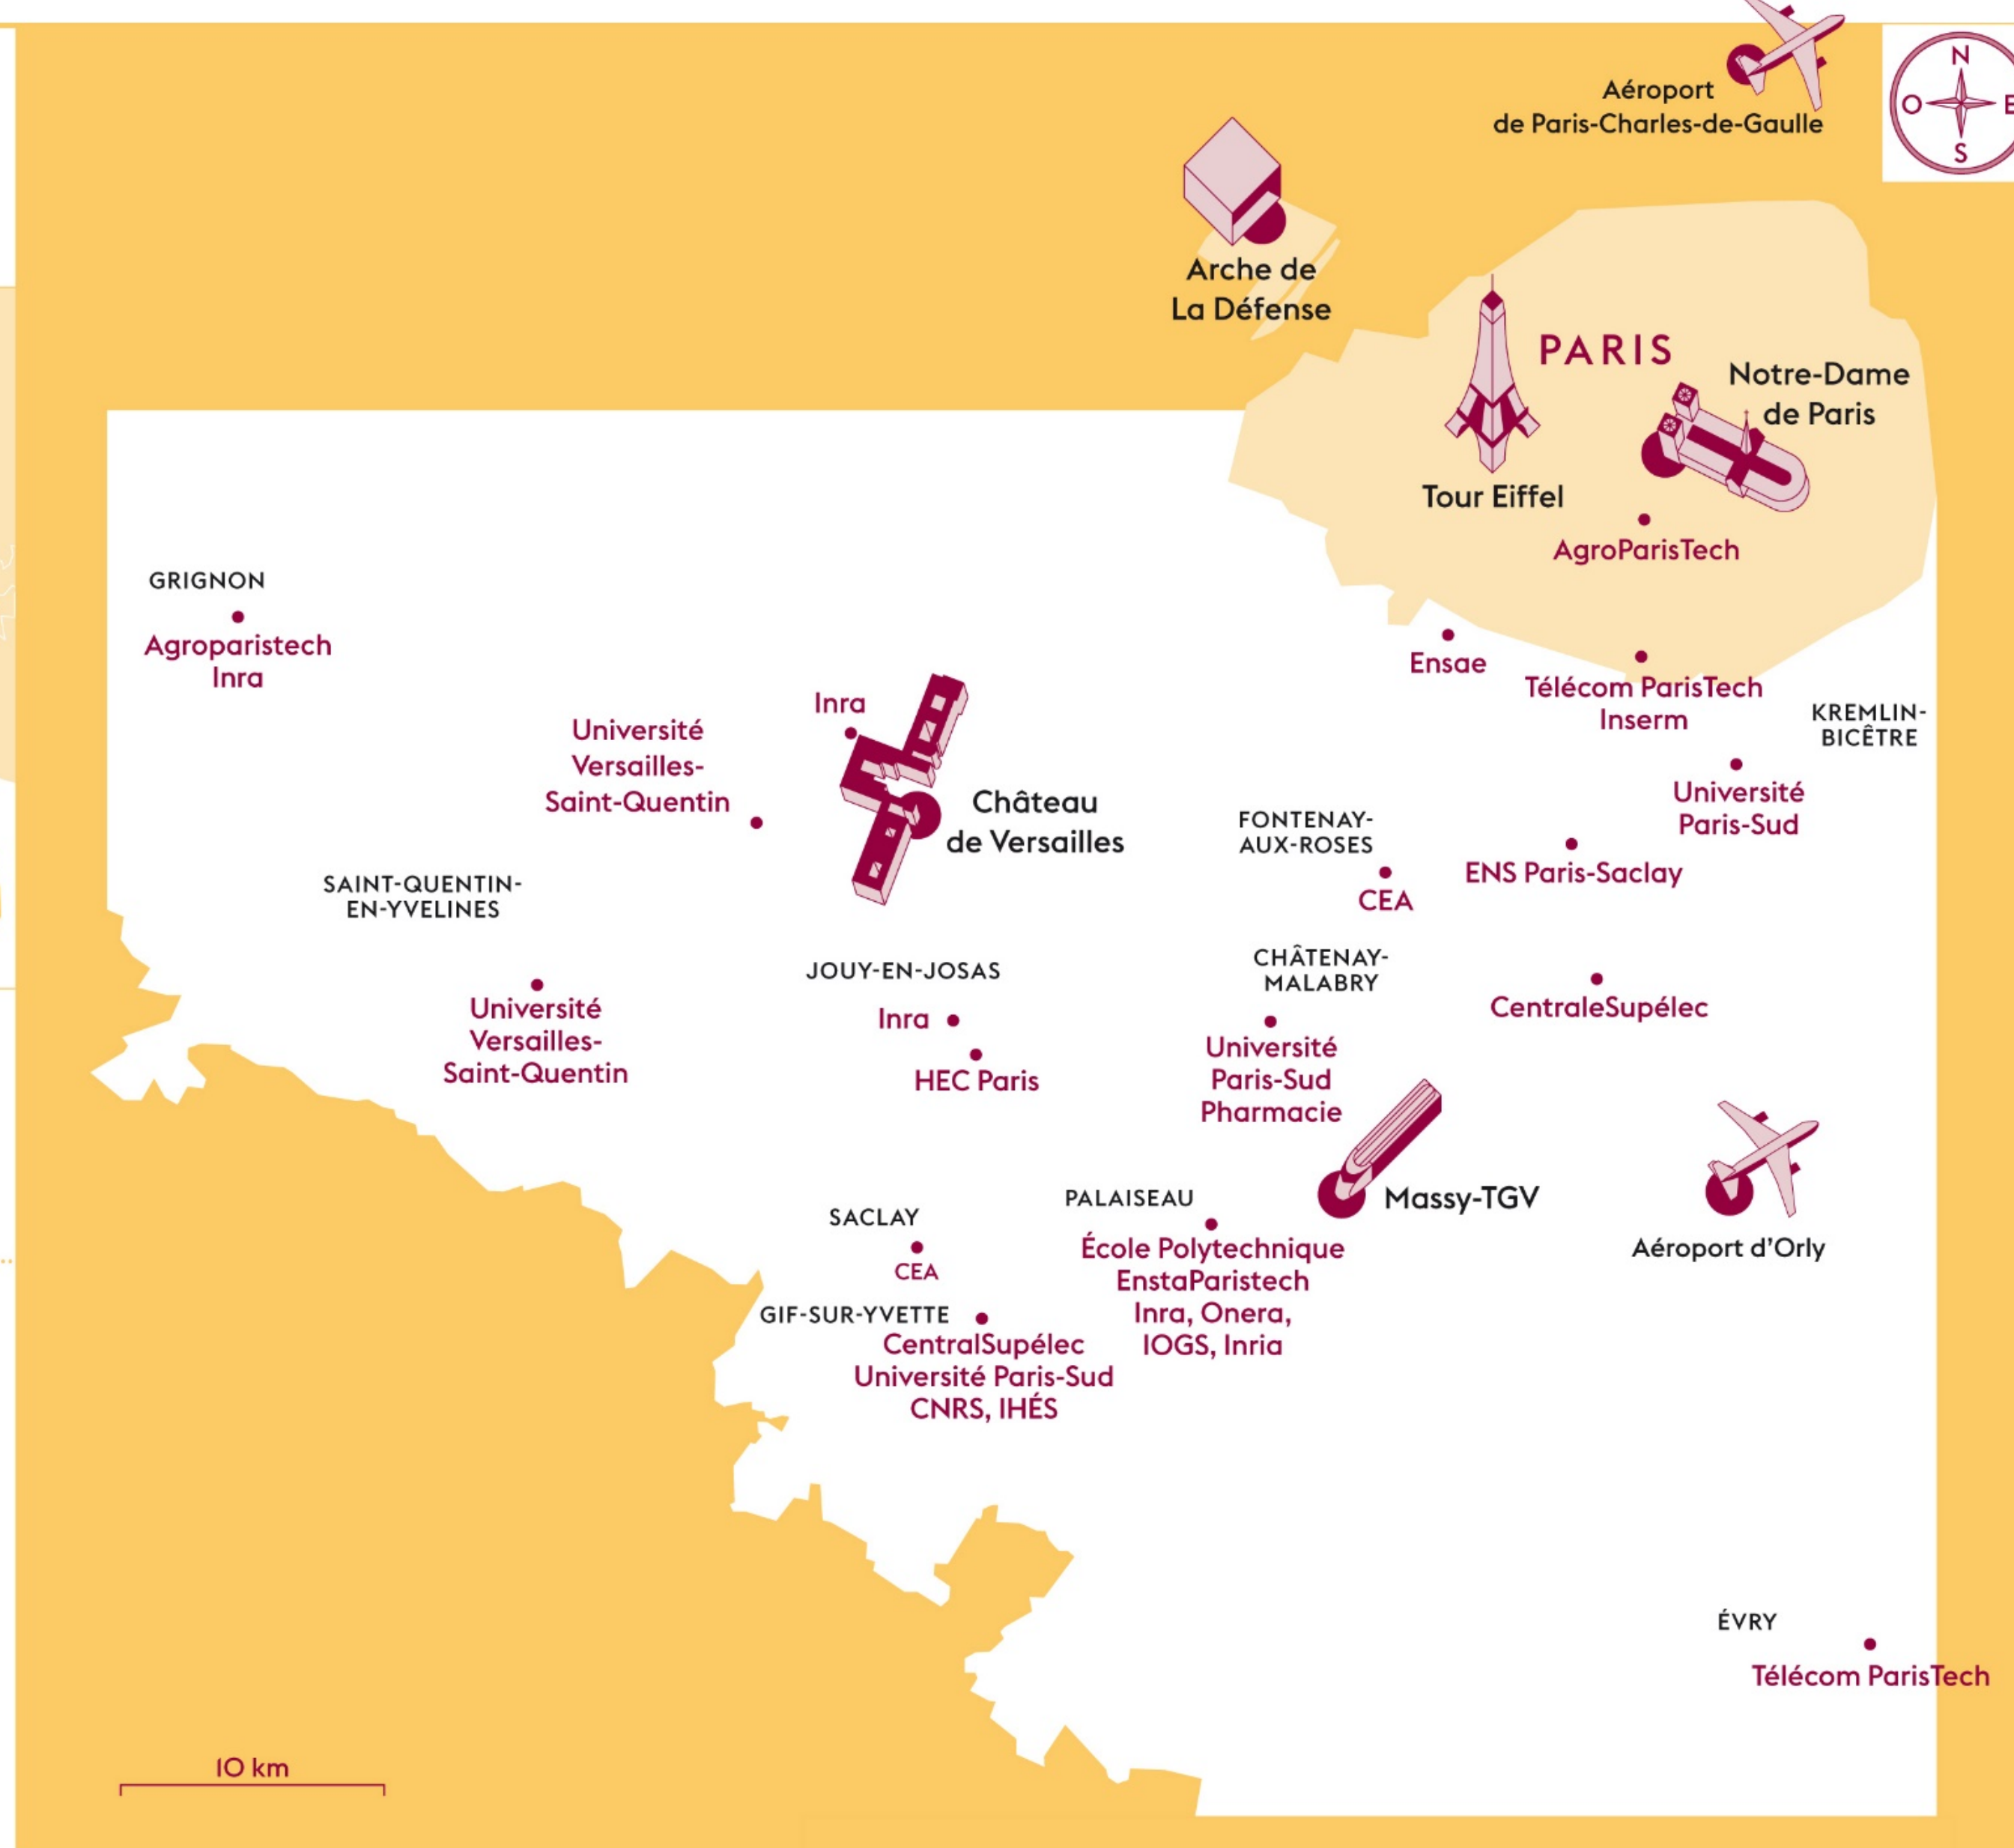 N
O
E
S
Aéroport
de Paris-Charles-de-Gaulle
Arche de
La Défense
PARIS
Notre-Dame
de Paris
Tour Eiffel
AgroParisTech
GRIGNON
Agroparistech
Inra
Ensae
Télécom ParisTech
Inserm
KREMLIN-
BICÊTRE
Université
Paris-Sud
Inra
Université
Versailles-
Saint-Quentin
Château
de Versailles
FONTENAY-
AUX-ROSES
CEA
ENS Paris-Saclay
SAINT-QUENTIN-
EN-YVELINES
Université
Versailles-
Saint-Quentin
JOUY-EN-JOSAS
Inra
HEC Paris
CHÂTENAY-
MALABRY
Université
Paris-Sud
Pharmacie
CentraleSupélec
Massy-TGV
Aéroport d'Orly
PALAISEAU
École Polytechnique
EnstaParistech
Inra, Onera,
IOGS, Inria
SACLAY
CEA
GIF-SUR-YVETTE
CentralSupélec
Université Paris-Sud
CNRS, IHÉS
ÉVRY
Télécom ParisTech
10 km